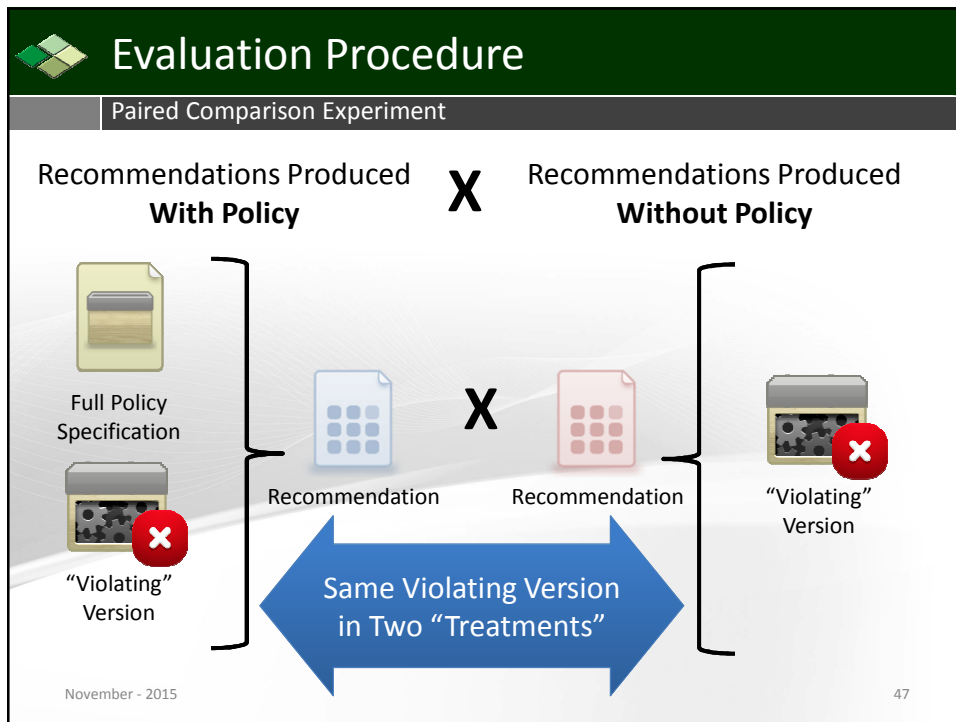 Evaluation Procedure
Paired Comparison Experiment
Recommendations Produced
With Policy
X
Recommendations Produced
Without Policy
Full Policy
Specification
"Violating"
Version
Recommendation
X
Recommendation
“Violating”
Version
Same Violating Version
in Two “Treatments”
November - 2015
47